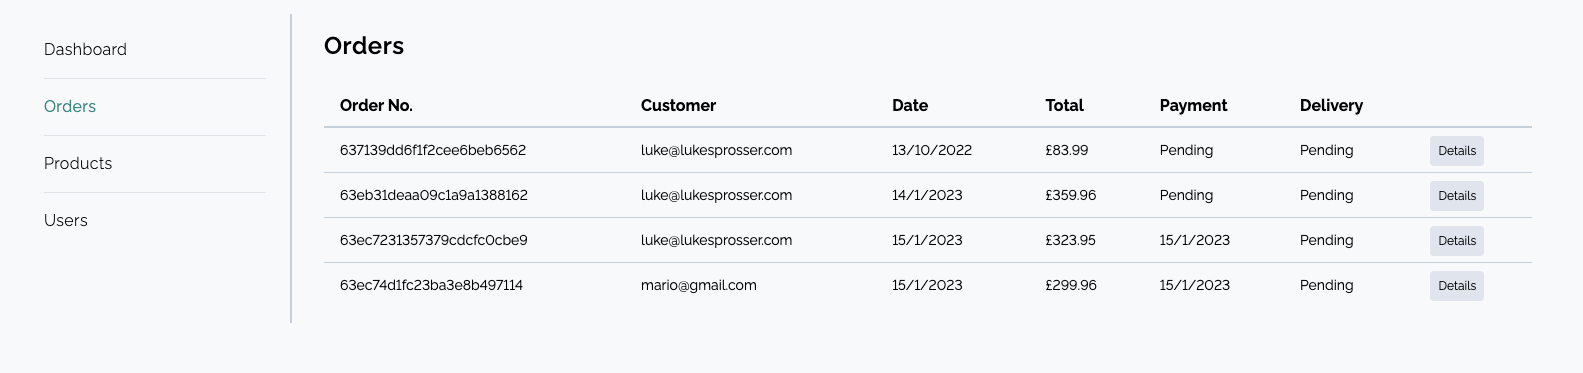 Dashboard
Orders
Products
Users
Orders
Order No. Customer Date Total Payment Delivery
637139dd6f1f2cee6beb6562 luke@lukesprosser.com 13/10/2022 £83.99 Pending Pending Details
63eb31deaa09c1a9a1388162 luke@lukesprosser.com 14/1/2023 £359.96 Pending Pending Details
63ec7231357379cdcfc0cbe9 luke@lukesprosser.com 15/1/2023 £323.95 15/1/2023 Pending Details
63ec74d1fc23ba3e8b497114 mario@gmail.com 15/1/2023 £299.96 15/1/2023 Pending Details